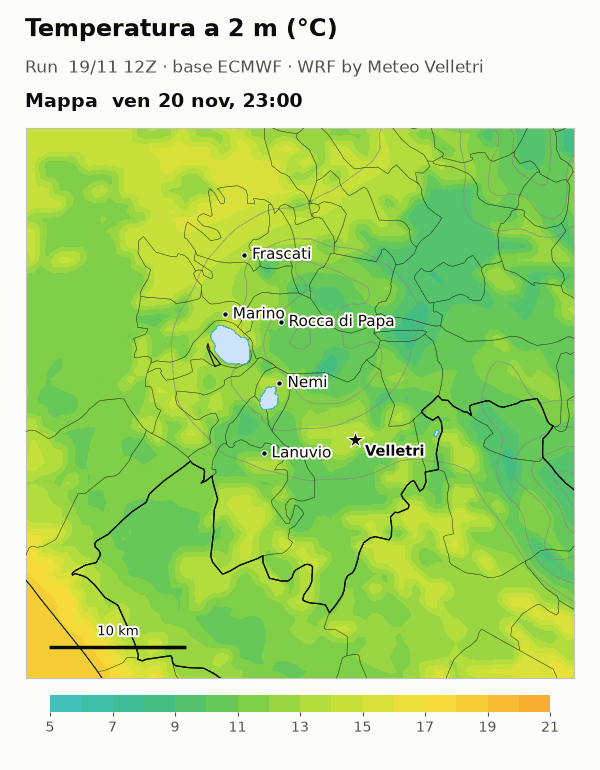 Temperatura a 2 m (°C)
Run  19/11 12Z · base ECMWF · WRF by Meteo Velletri
Mappa  ven 20 nov, 23:00
Frascati
Marino
Rocca di Papa
Nemi
Velletri
Lanuvio
10 km
5 7 9 11 13 15 17 19 21